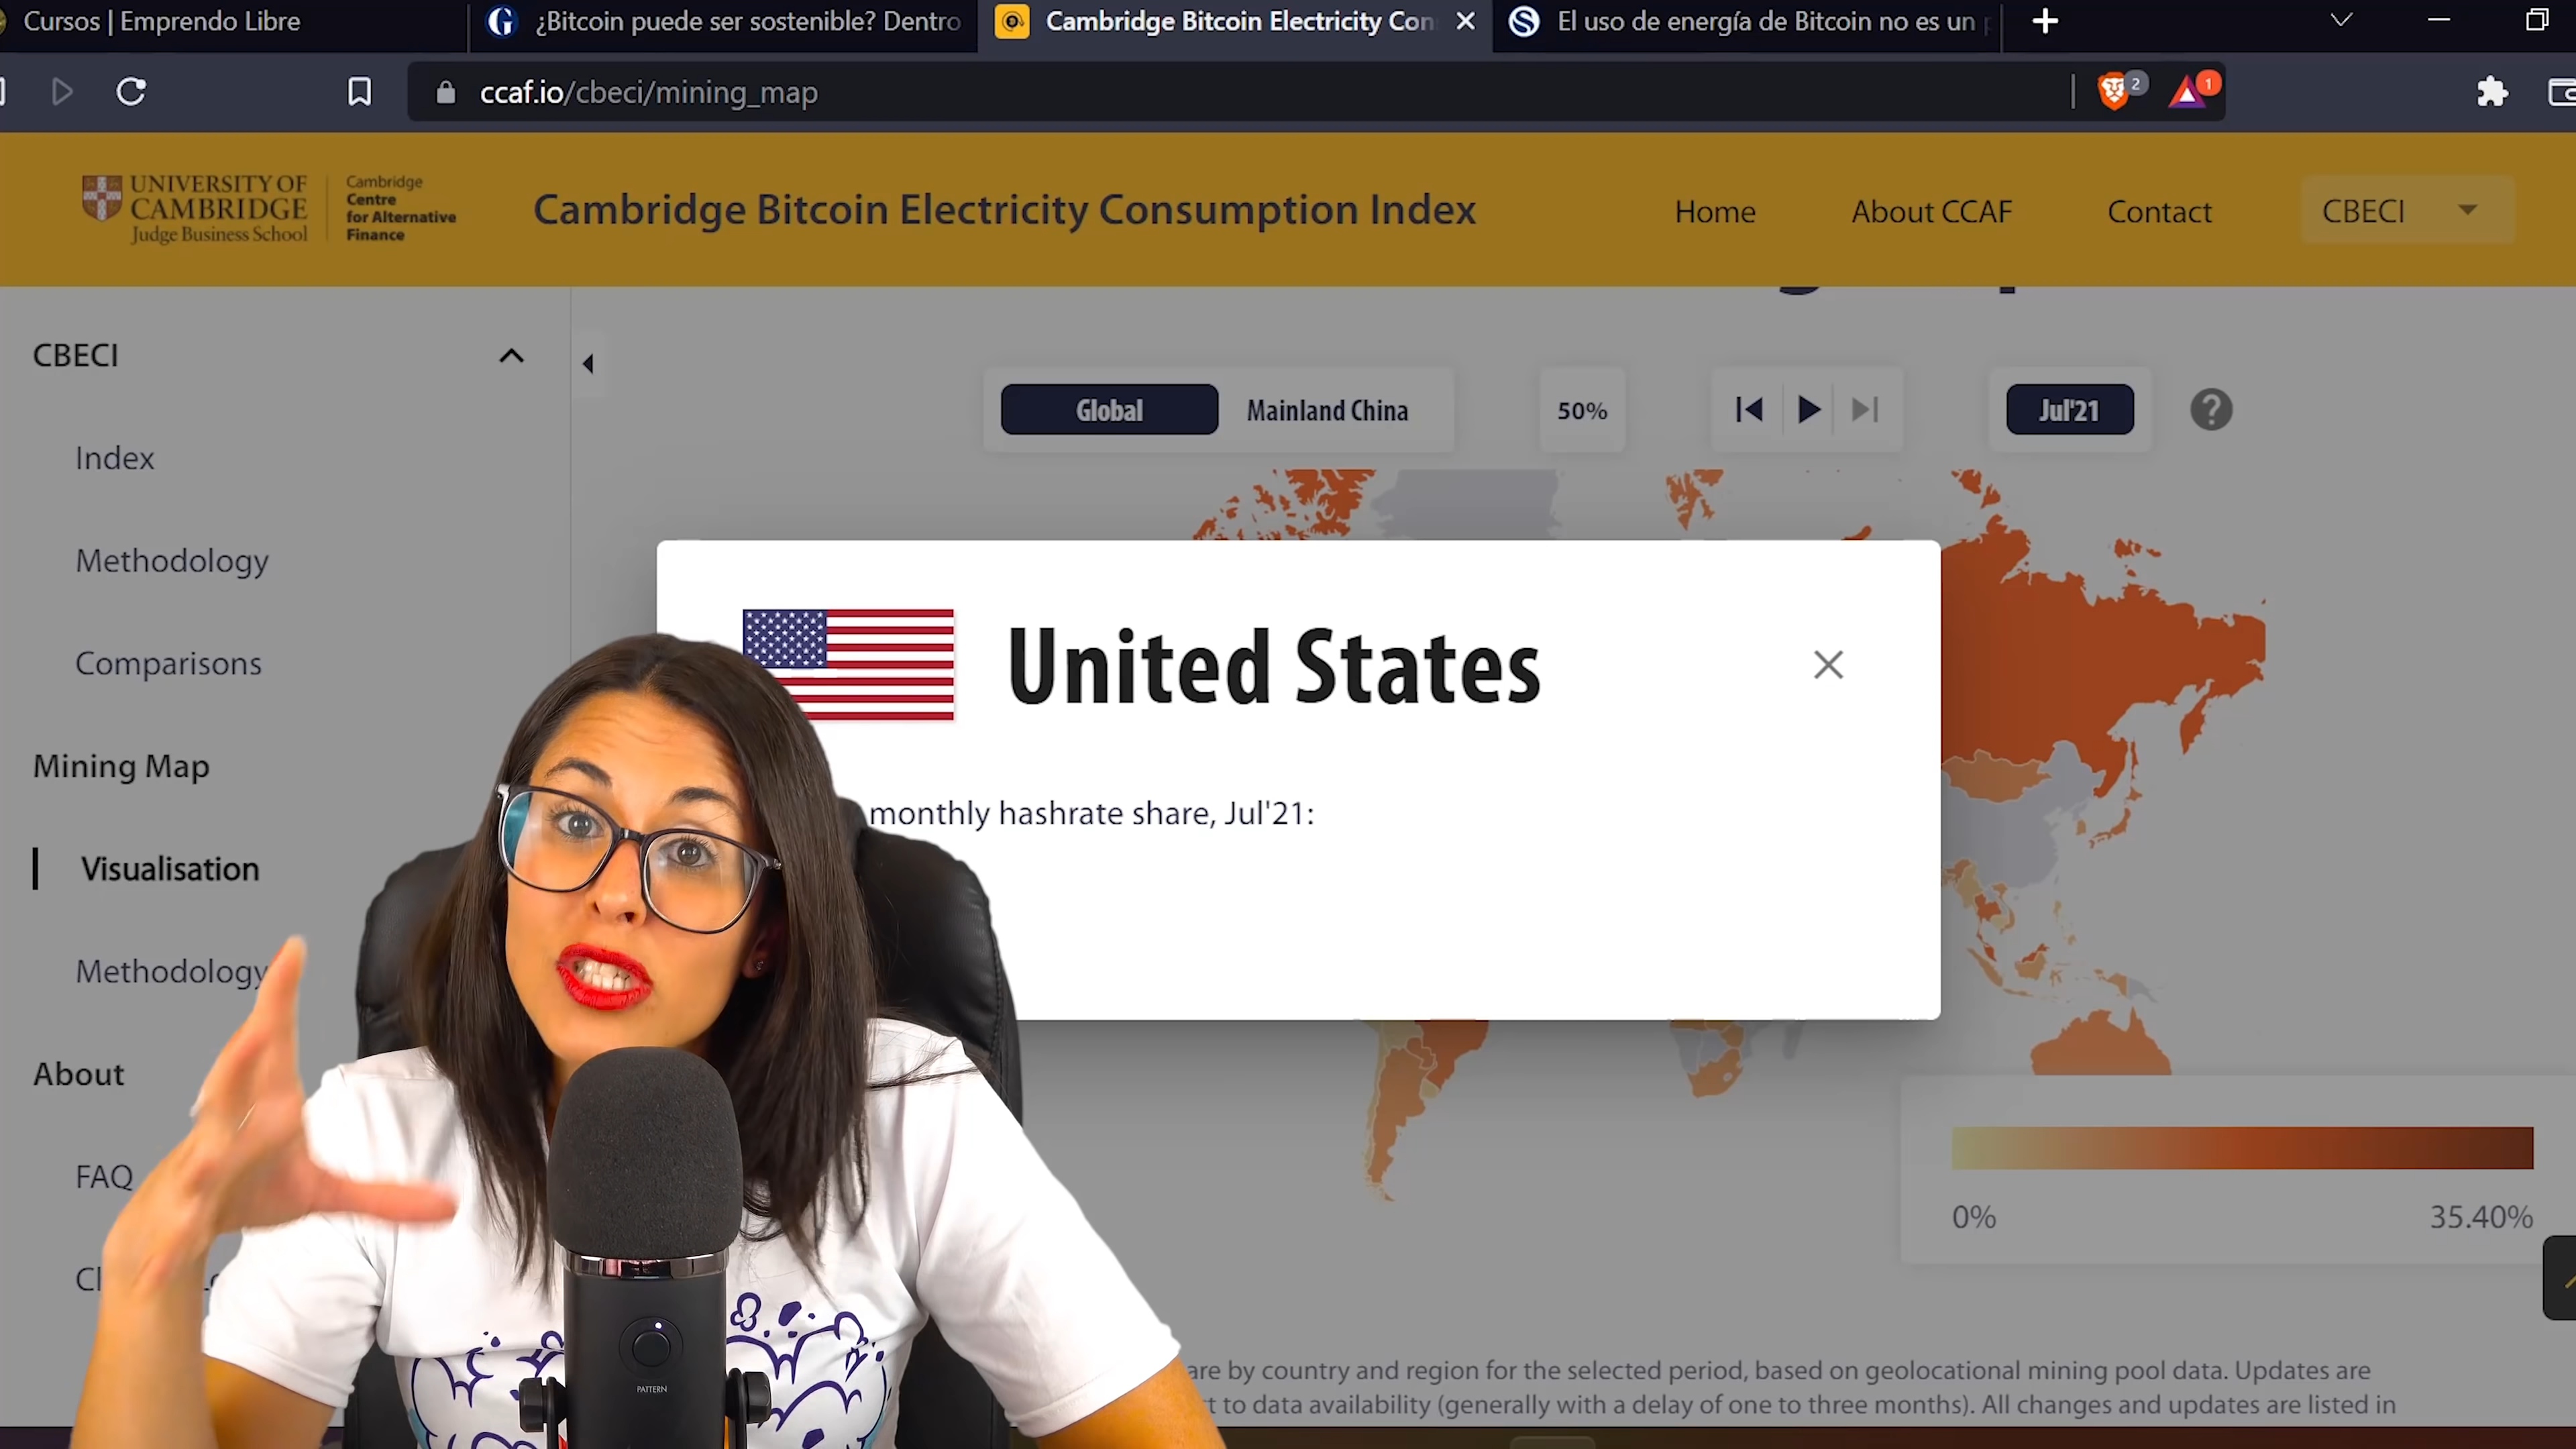 Cursos | Emprendo Libre
¿Bitcoin puede ser sostenible? Dentro
Cambridge Bitcoin Electricity Con
El uso de energía de Bitcoin no es un p
ccaf.io/cbeci/mining_map
2
1
UNIVERSITY OF
CAMBRIDGE
Judge Business School
Cambridge
Centre
for Alternative
Finance
Cambridge Bitcoin Electricity Consumption Index
Home
About CCAF
Contact
CBECI
CBECI
Index
Methodology
Comparisons
Mining Map
Visualisation
Methodology
About
FAQ
Global
Mainland China
50%
Jul'21
?
United States
monthly hashrate share, Jul'21:
0%
35.40%
PATTERN
are by country and region for the selected period, based on geolocational mining pool data. Updates are
ct to data availability (generally with a delay of one to three months). All changes and updates are listed in